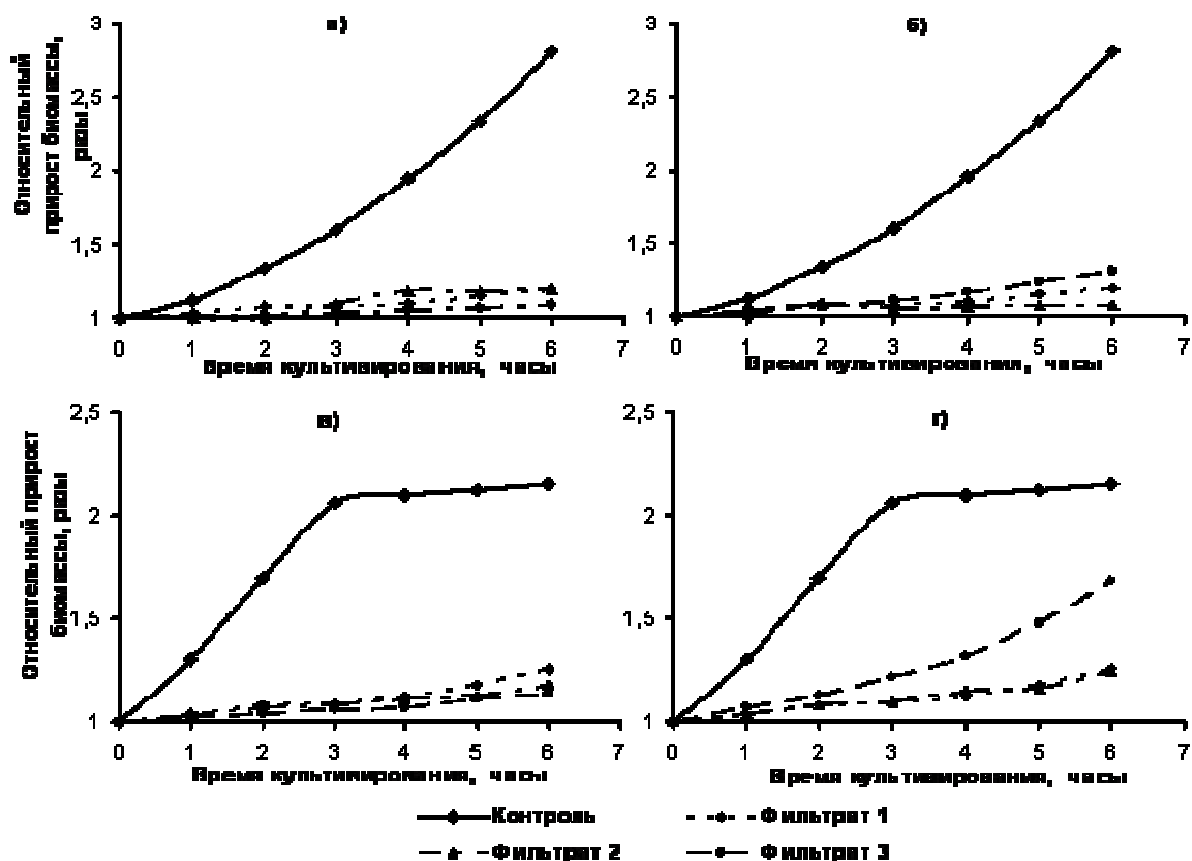 а)
б)
Относительный
прирост биомассы,
разы
3
2,5
2
1,5
1
0 1 2 3 4 5 6 7
Время культивирования, часы
3
2,5
2
1,5
1
0 1 2 3 4 5 6 7
Время культивирования, часы
в)
г)
Относительный прирост
биомассы, разы
2,5
2
1,5
1
0 1 2 3 4 5 6 7
Время культивирования, часы
2,5
2
1,5
1
0 1 2 3 4 5 6 7
Время культивирования, часы
Контроль
Фильтрат 1
Фильтрат 2
Фильтрат 3